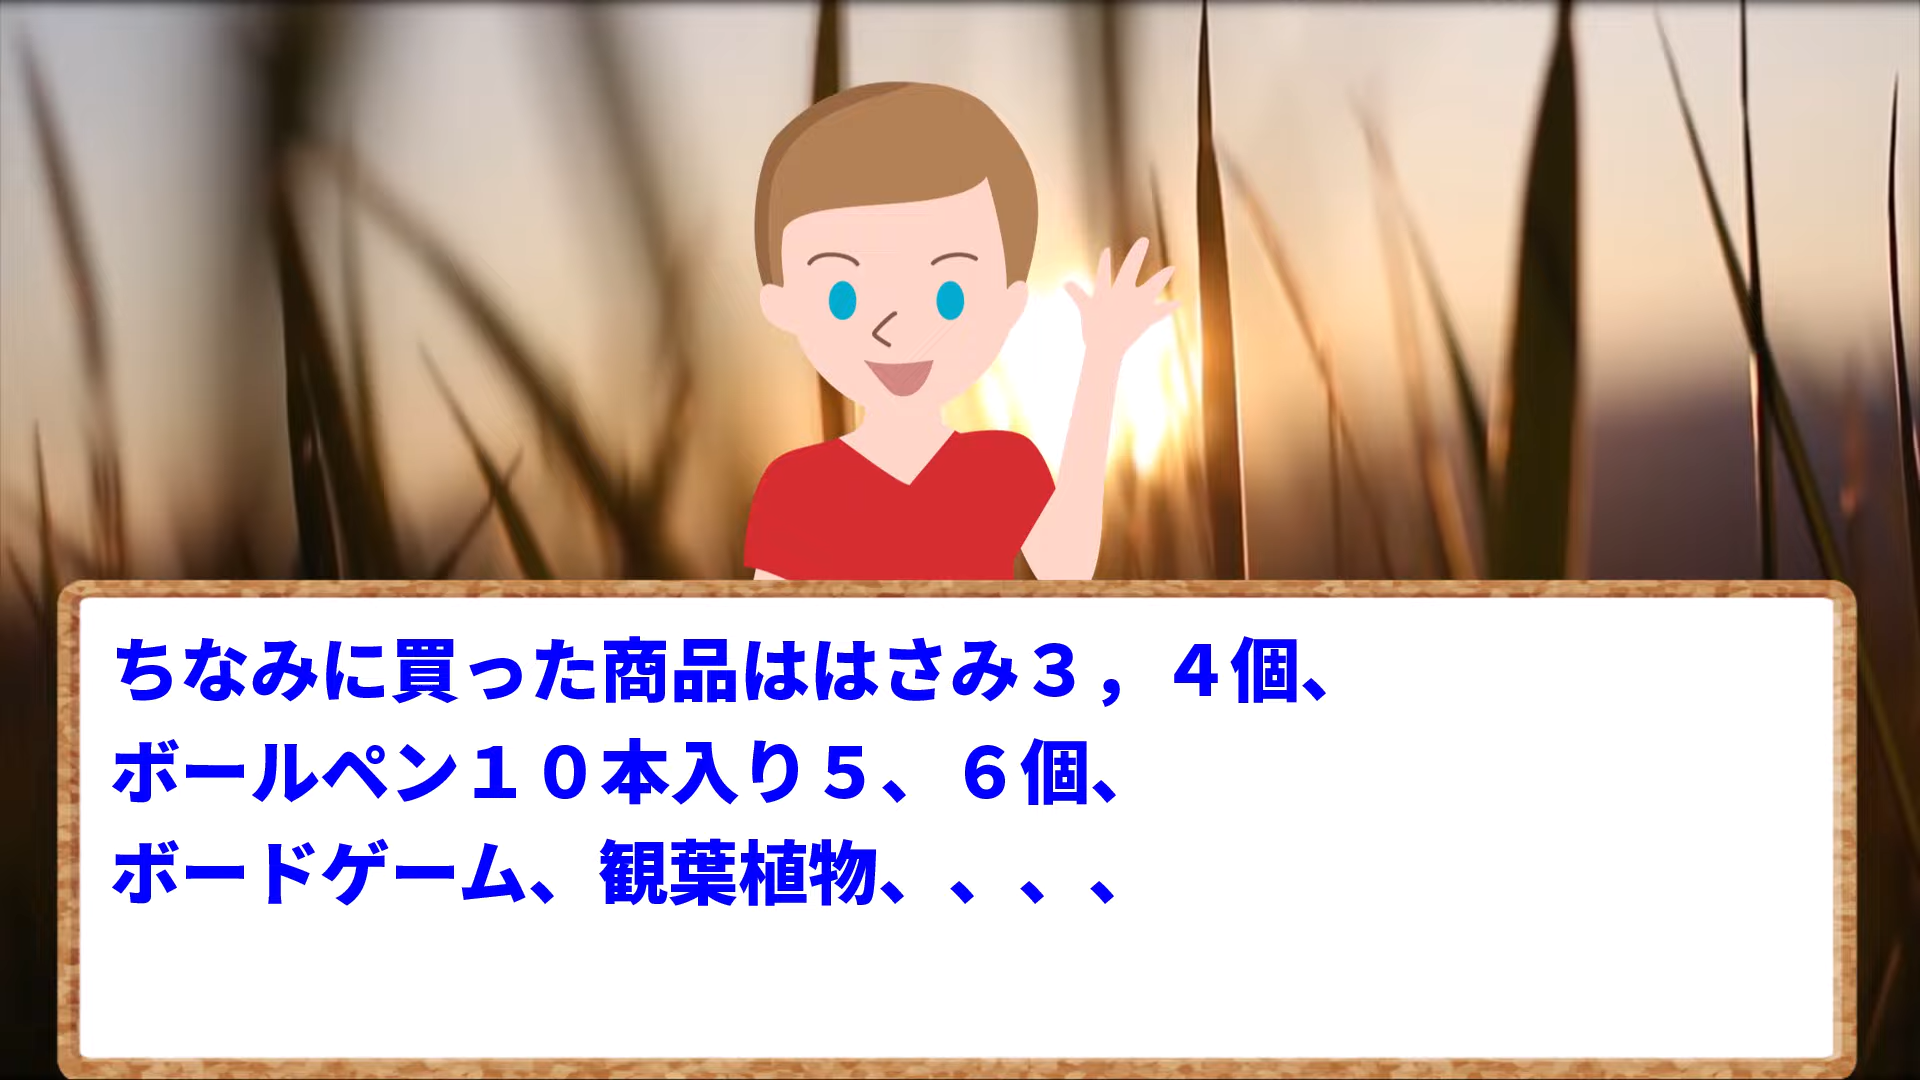 ちなみに買った商品ははさみ３，４個、
ボールペン１０本入り５、６個、
ボードゲーム、観葉植物、、、、